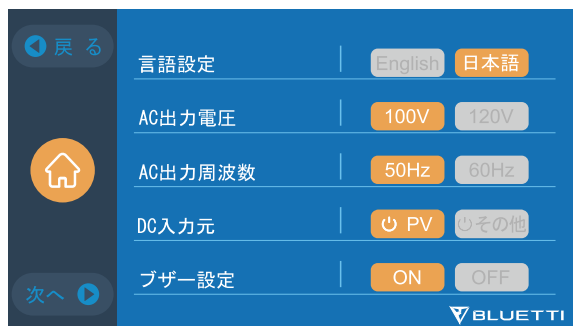 戻る
言語設定 English 日本語
AC出力電圧 100V 120V
AC出力周波数 50Hz 60Hz
DC入力元 PV その他
ブザー設定 ON OFF
次へ
BLUETTI